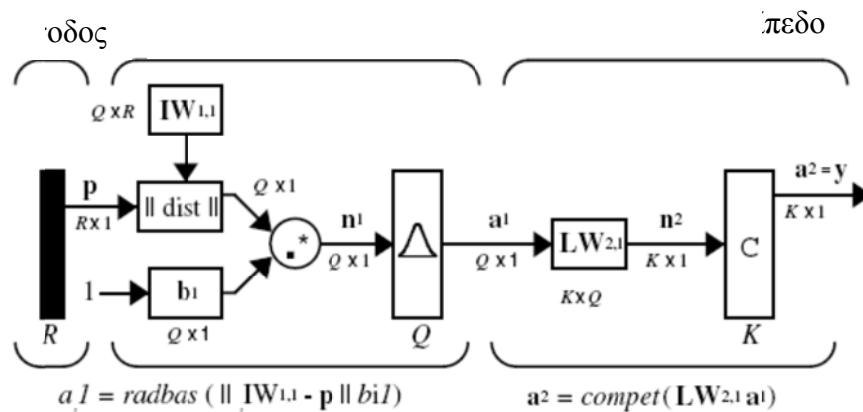 οδος
πεδο
Q x R
IW1,1
p
R x 1
|| dist ||
Q x 1
.*
n1
Q x 1
a1
Q x 1
LW2,1
K x Q
n2
K x 1
C
a2 = y
K x 1
1
b1
Q x 1
R
Q
K
a 1 = radbas ( || IW1,1 - p || bi1)
a2 = compet(LW2,1 a1)